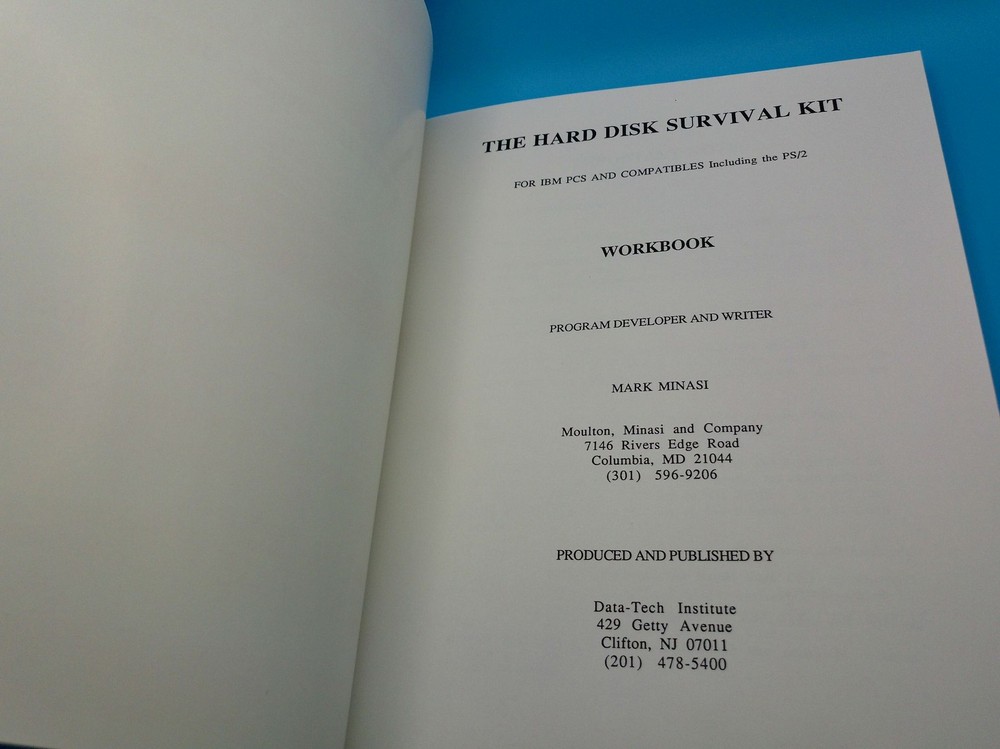 THE HARD DISK SURVIVAL KIT
FOR IBM PCS AND COMPATIBLES Including the PS/2
WORKBOOK
PROGRAM DEVELOPER AND WRITER
MARK MINASI
Moulton, Minasi and Company
7146 Rivers Edge Road
Columbia, MD 21044
(301) 596-9206
PRODUCED AND PUBLISHED BY
Data-Tech Institute
429 Getty Avenue
Clifton, NJ 07011
(201) 478-5400